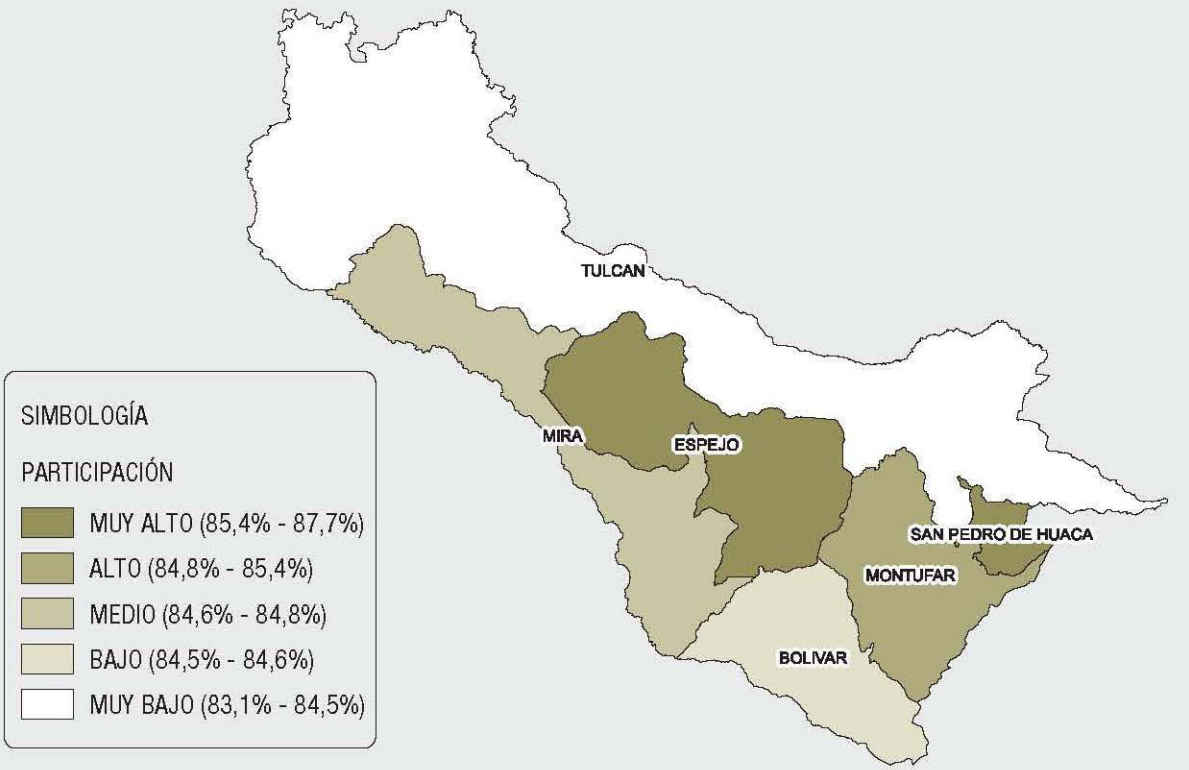 TULCAN
MIRA
ESPEJO
SAN PEDRO DE HUACA
MONTUFAR
BOLIVAR
SIMBOLOGÍA
PARTICIPACIÓN
MUY ALTO (85,4% - 87,7%)
ALTO (84,8% - 85,4%)
MEDIO (84,6% - 84,8%)
BAJO (84,5% - 84,6%)
MUY BAJO (83,1% - 84,5%)